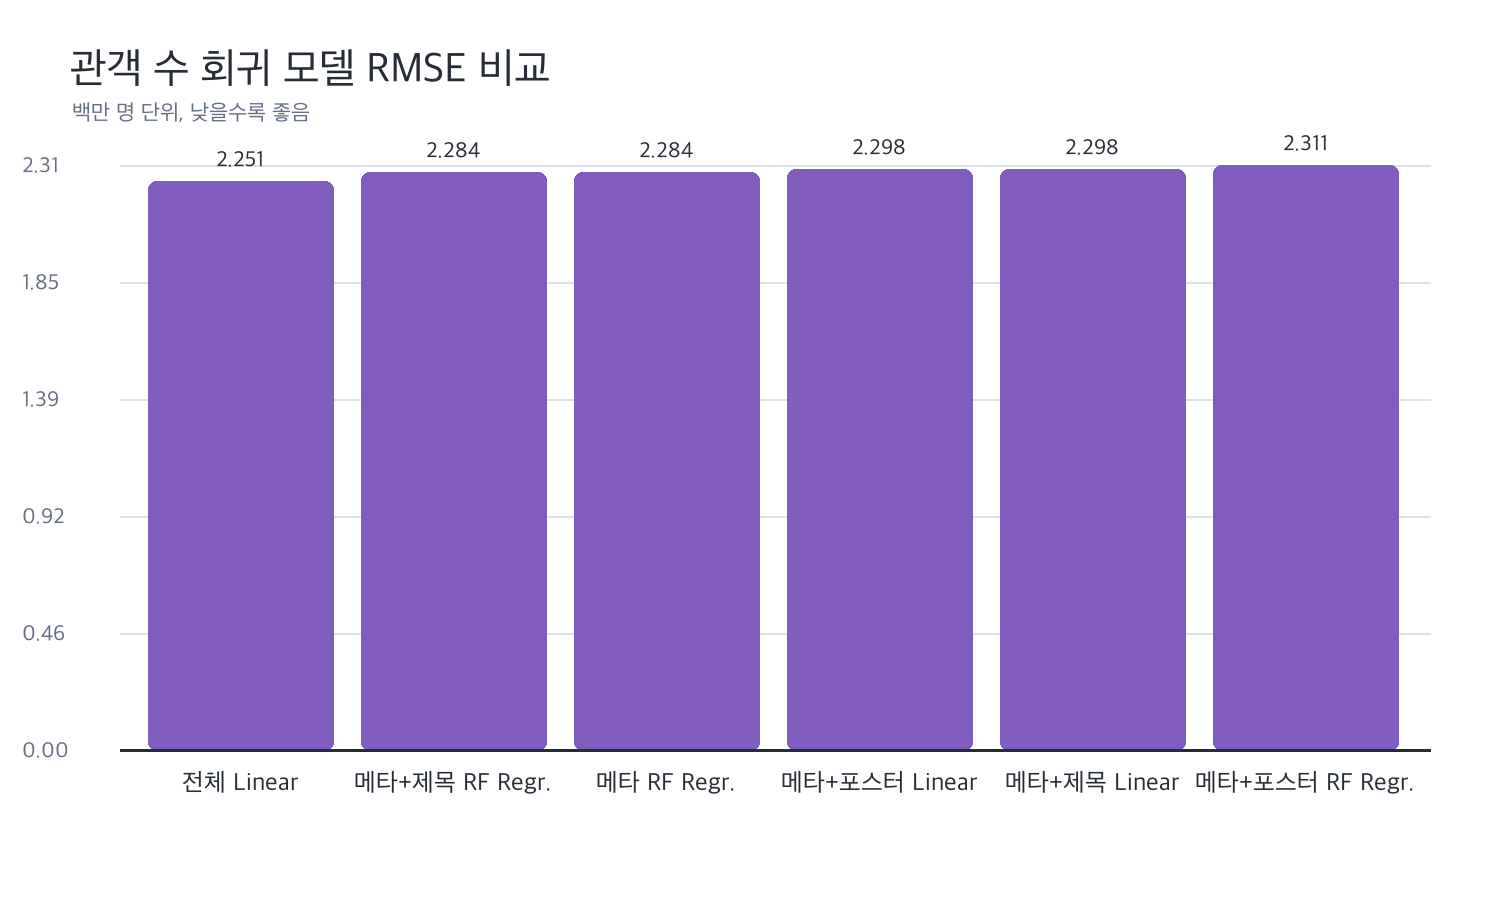 관객 수 회귀 모델 RMSE 비교
백만 명 단위, 낮을수록 좋음
2.251 2.284 2.284 2.298 2.298 2.311
2.31
1.85
1.39
0.92
0.46
0.00
전체 Linear 메타+제목 RF Regr. 메타 RF Regr. 메타+포스터 Linear 메타+제목 Linear 메타+포스터 RF Regr.